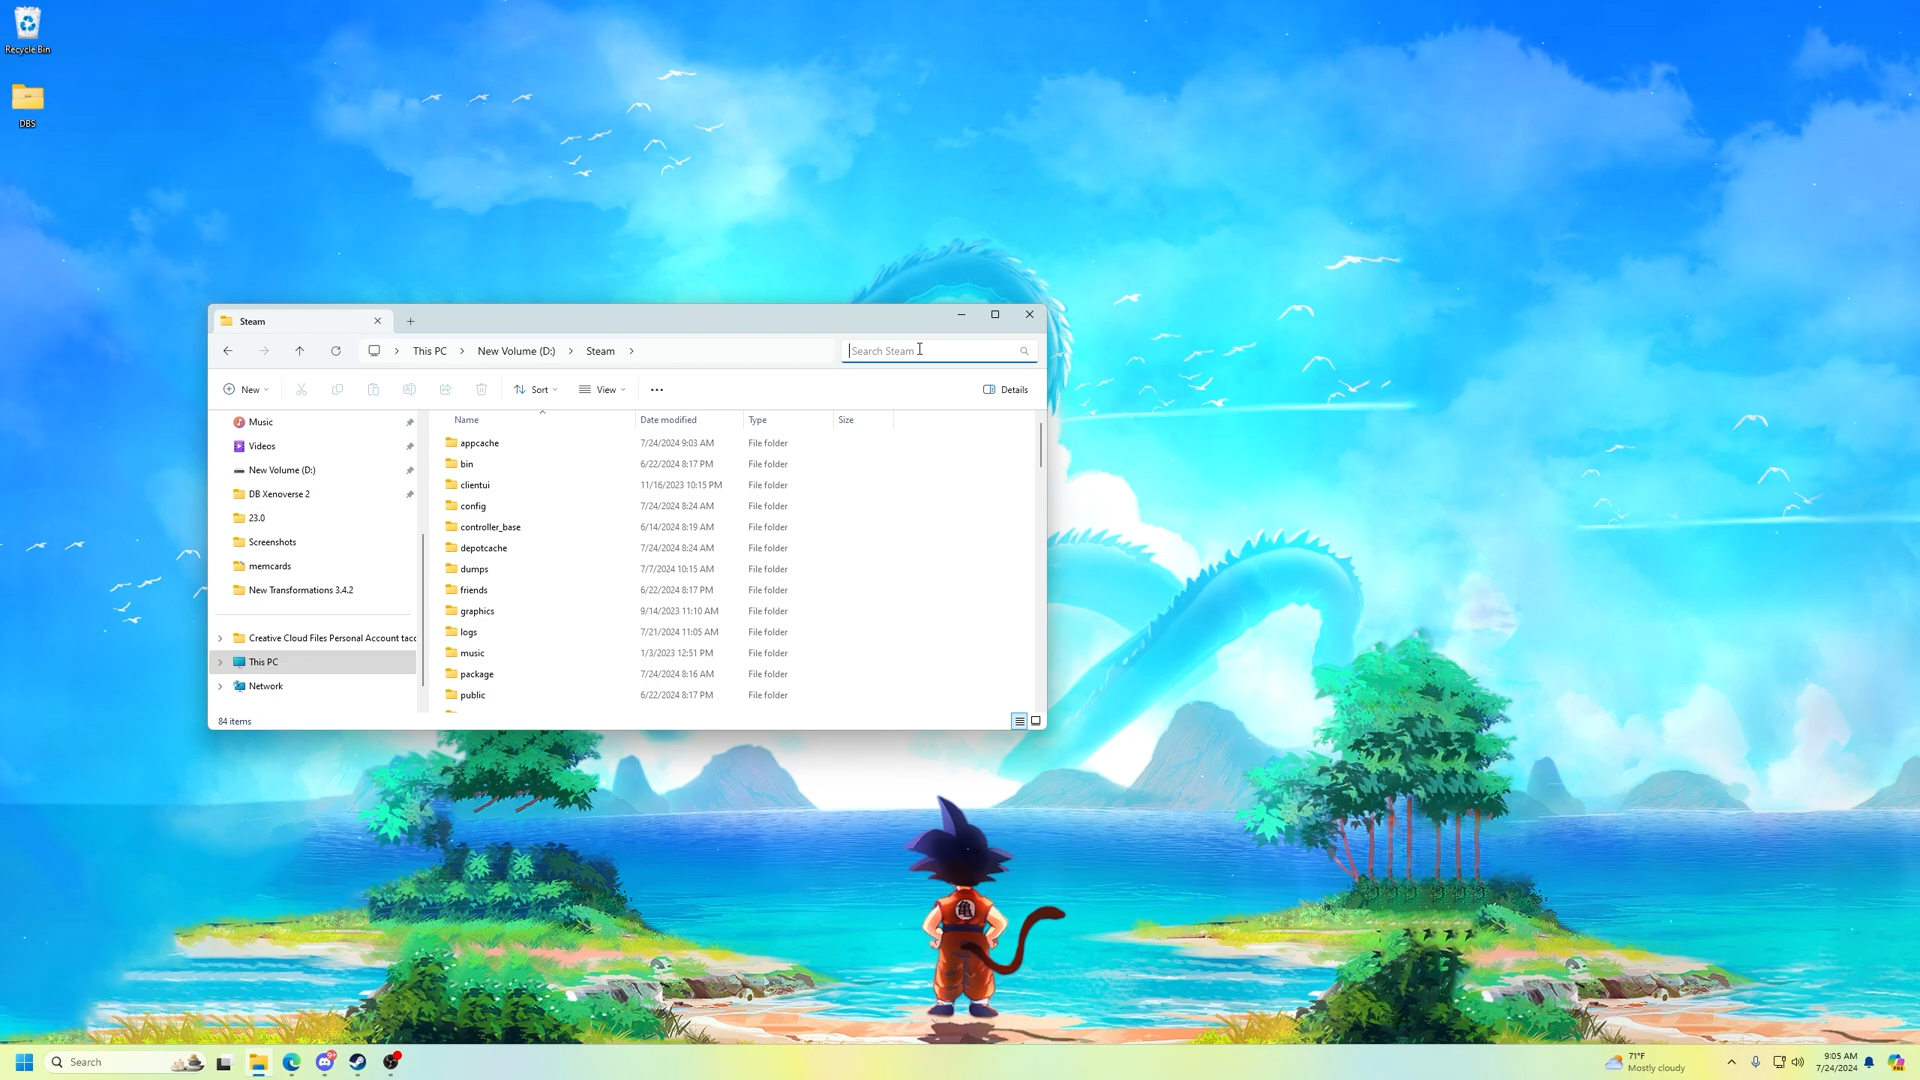 Recycle Bin
DBS
Steam
This PC
New Volume (D:)
Steam
Search Steam
New
Sort
View
Details
Name
Date modified
Type
Size
Music
Videos
New Volume (D:)
DB Xenoverse 2
23.0
Screenshots
memcards
New Transformations 3.4.2
Creative Cloud Files Personal Account tacc
This PC
Network
appcache 7/24/2024 9:03 AM File folder
bin 6/22/2024 8:17 PM File folder
clientui 11/16/2023 10:15 PM File folder
config 7/24/2024 8:24 AM File folder
controller_base 6/14/2024 8:19 AM File folder
depotcache 7/24/2024 8:24 AM File folder
dumps 7/7/2024 10:15 AM File folder
friends 6/22/2024 8:17 PM File folder
graphics 9/14/2023 11:10 AM File folder
logs 7/21/2024 11:05 AM File folder
music 1/3/2023 12:51 PM File folder
package 7/24/2024 8:16 AM File folder
public 6/22/2024 8:17 PM File folder
84 items
亀
Search
9+
71°F
Mostly cloudy
9:05 AM
7/24/2024
PRE